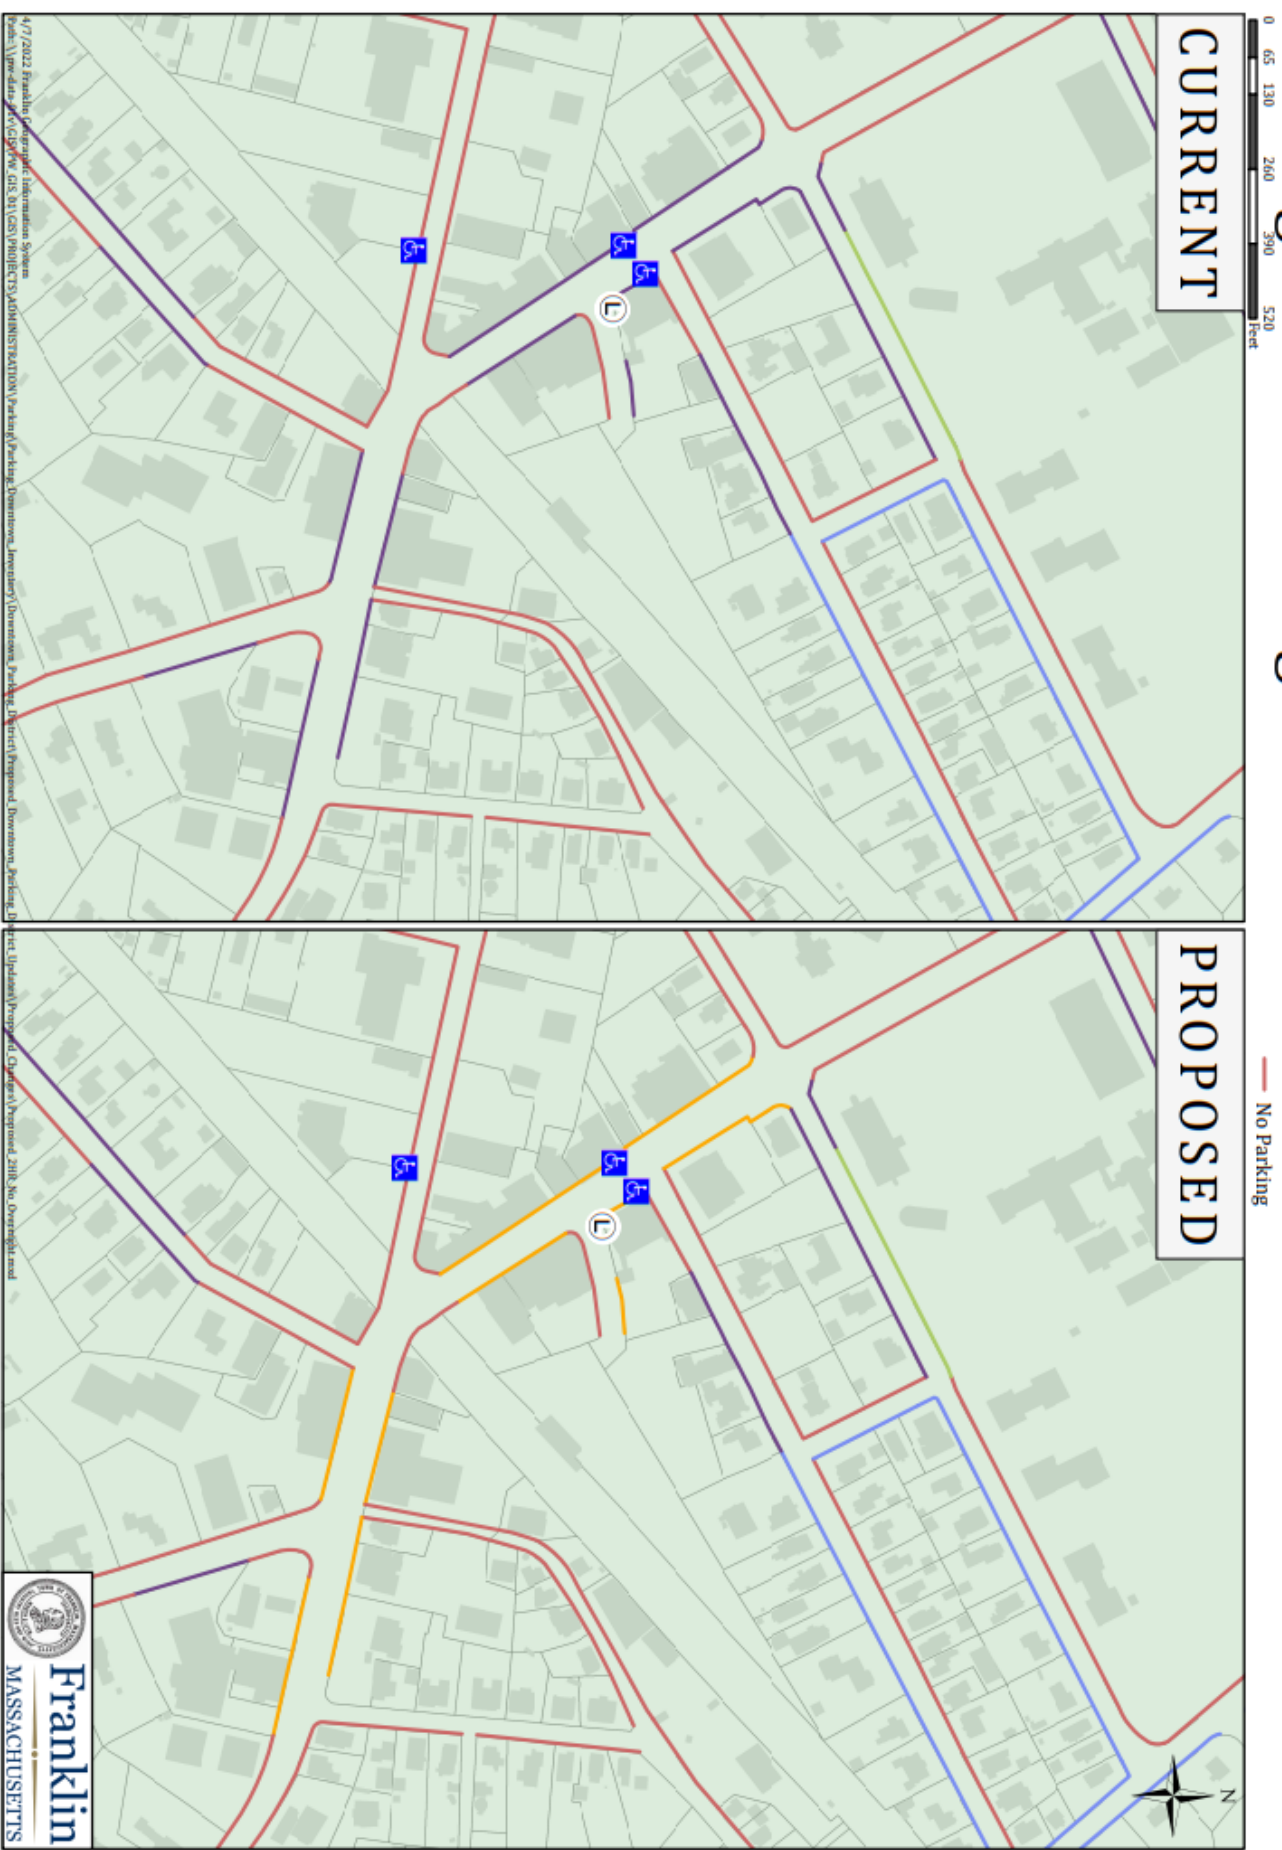 0 65 130 260 390 520
Feet
No Parking
CURRENT
PROPOSED
L
L
N
4/7/2022 Franklin Geographic Information System
Franklin
MASSACHUSETTS